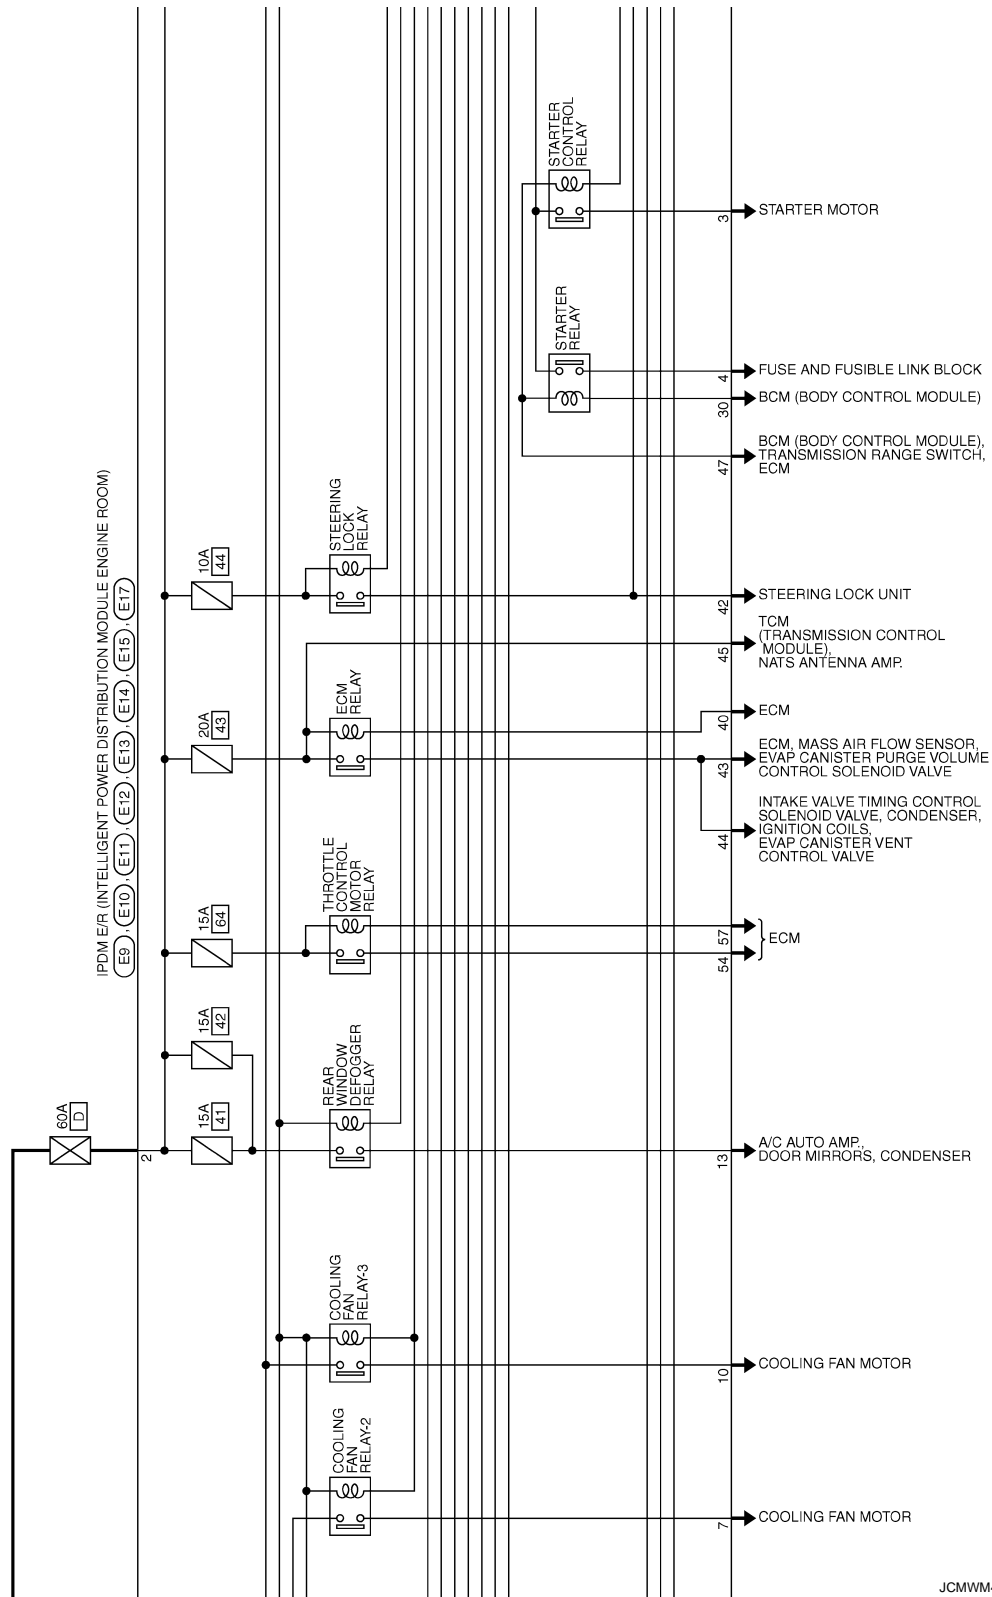 STARTER
CONTROL
RELAY
3
STARTER MOTOR
STARTER
RELAY
4
FUSE AND FUSIBLE LINK BLOCK
30
BCM (BODY CONTROL MODULE)
47
BCM (BODY CONTROL MODULE),
TRANSMISSION RANGE SWITCH,
ECM
IPDM E/R (INTELLIGENT POWER DISTRIBUTION MODULE ENGINE ROOM)
E9 , E10 , E11 , E12 , E13 , E14 , E15 , E17
10A
44
STEERING
LOCK
RELAY
42
STEERING LOCK UNIT
45
TCM
(TRANSMISSION CONTROL
MODULE),
NATS ANTENNA AMP.
20A
43
ECM
RELAY
40
ECM
43
ECM, MASS AIR FLOW SENSOR,
EVAP CANISTER PURGE VOLUME
CONTROL SOLENOID VALVE
44
INTAKE VALVE TIMING CONTROL
SOLENOID VALVE, CONDENSER,
IGNITION COILS,
EVAP CANISTER VENT
CONTROL VALVE
15A
64
THROTTLE
CONTROL
MOTOR
RELAY
57
54
ECM
15A
42
60A
D
2
15A
41
REAR
WINDOW
DEFOGGER
RELAY
13
A/C AUTO AMP.,
DOOR MIRRORS, CONDENSER
COOLING
FAN
RELAY-3
10
COOLING FAN MOTOR
COOLING
FAN
RELAY-2
7
COOLING FAN MOTOR